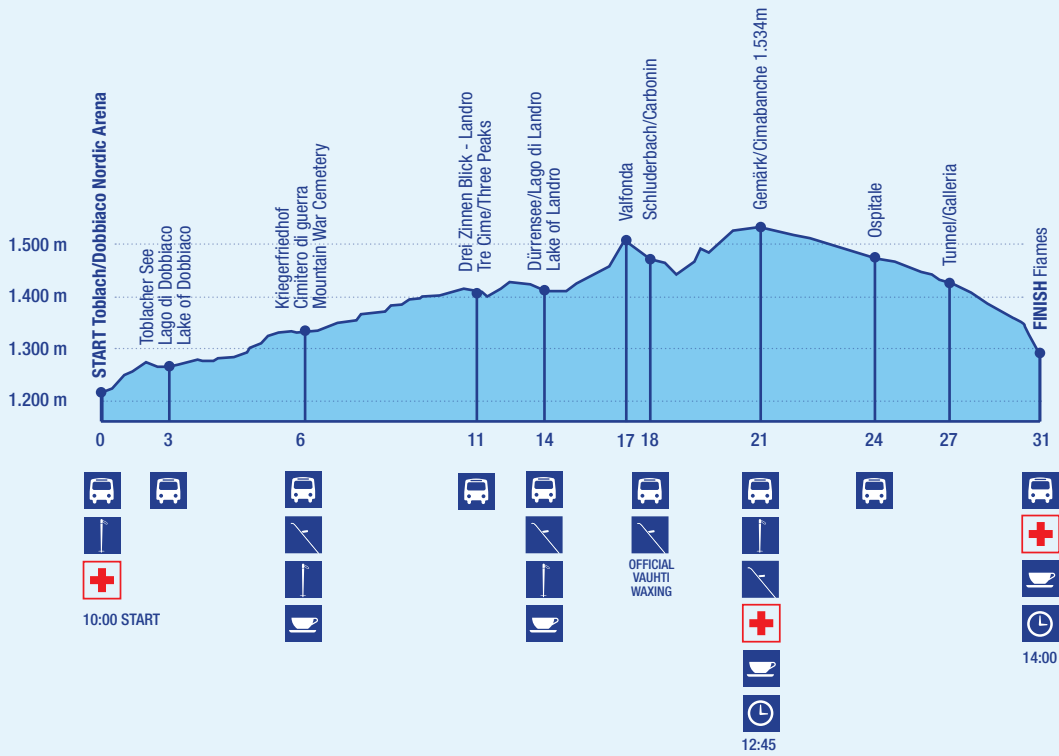 START Toblach/Dobbiaco Nordic Arena
Toblacher See
Lago di Dobbiaco
Lake of Dobbiaco
Kriegerfriedhof
Cimitero di guerra
Mountain War Cemetery
Drei Zinnen Blick - Landro
Tre Cime/Three Peaks
Dürrensee/Lago di Landro
Lake of Landro
Valfonda
Schluderbach/Carbonin
Gemärk/Cimabanche 1.534m
Ospitale
Tunnel/Galleria
FINISH Fiames
1.500 m
1.400 m
1.300 m
1.200 m
0 3 6 11 14 17 18 21 24 27 31
OFFICIAL
VAUHTI
WAXING
10:00 START
14:00
12:45